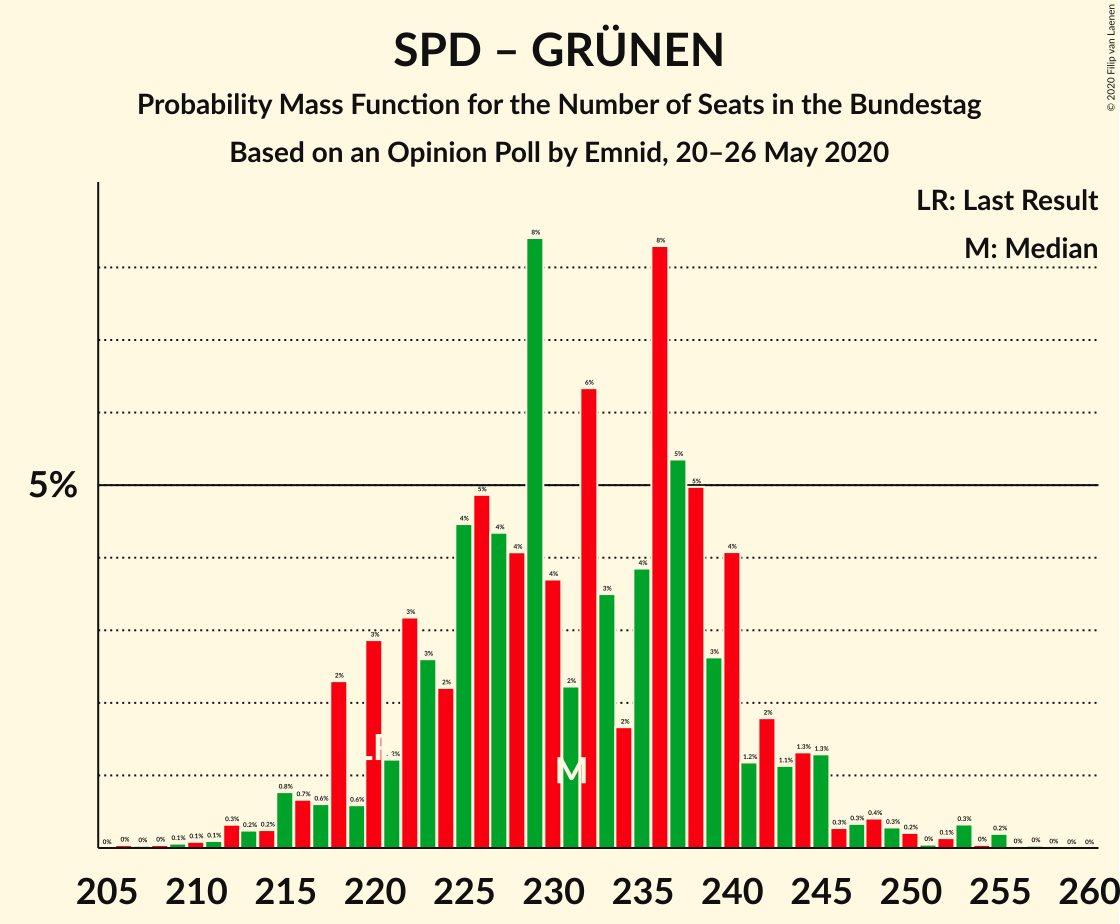 SPD – GRÜNEN
Probability Mass Function for the Number of Seats in the Bundestag
Based on an Opinion Poll by Emnid, 20–26 May 2020
© 2020 Filip van Laenen
LR: Last Result
M: Median
5%
0% 0% 0% 0% 0.1% 0.1% 0.1% 0.3% 0.2% 0.2% 0.8% 0.7% 0.6% 2% 0.6% 3% 3% 3% 2% 4% 5% 4% 4% 8% 4% 2% 6% 3% 2% 4% 8% 5% 5% 3% 4% 1.2% 2% 1.1% 1.3% 1.3% 0.3% 0.3% 0.4% 0.3% 0.2% 0% 0.1% 0.3% 0% 0.2% 0% 0% 0% 0% 0%
M
205 210 215 220 225 230 235 240 245 250 255 260